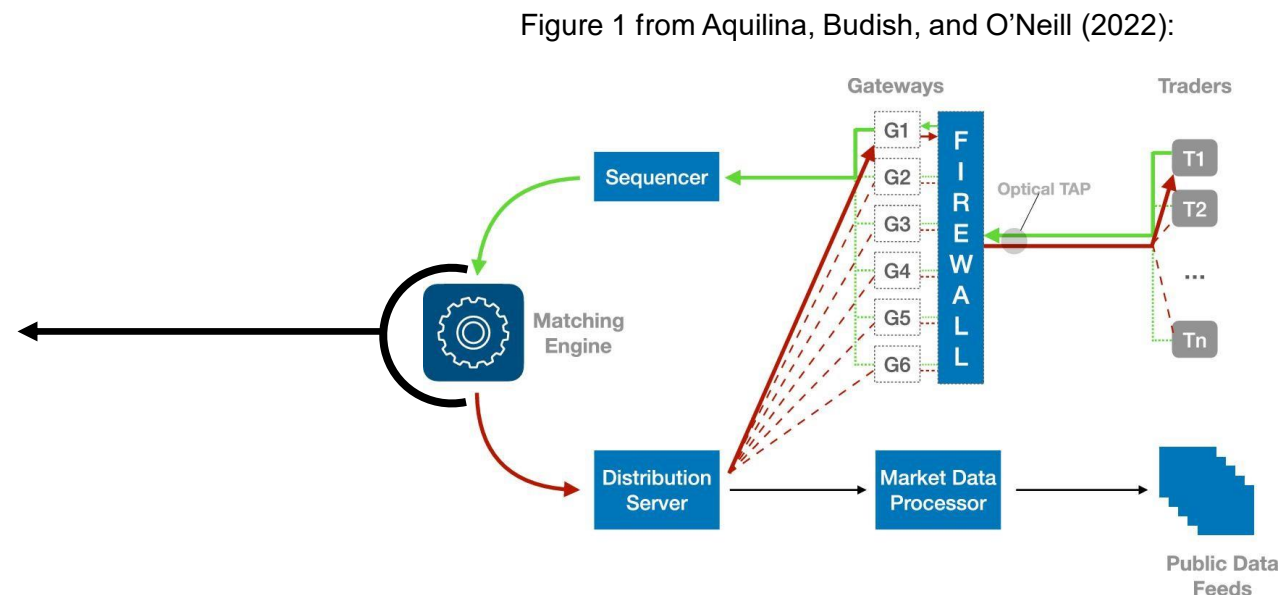 Figure 1 from Aquilina, Budish, and O'Neill (2022):
Gateways
Traders
G1
G2
G3
G4
G5
G6
F
I
R
E
W
A
L
L
Optical TAP
T1
T2
...
Tn
Sequencer
Matching
Engine
Distribution
Server
Market Data
Processor
Public Data
Feeds